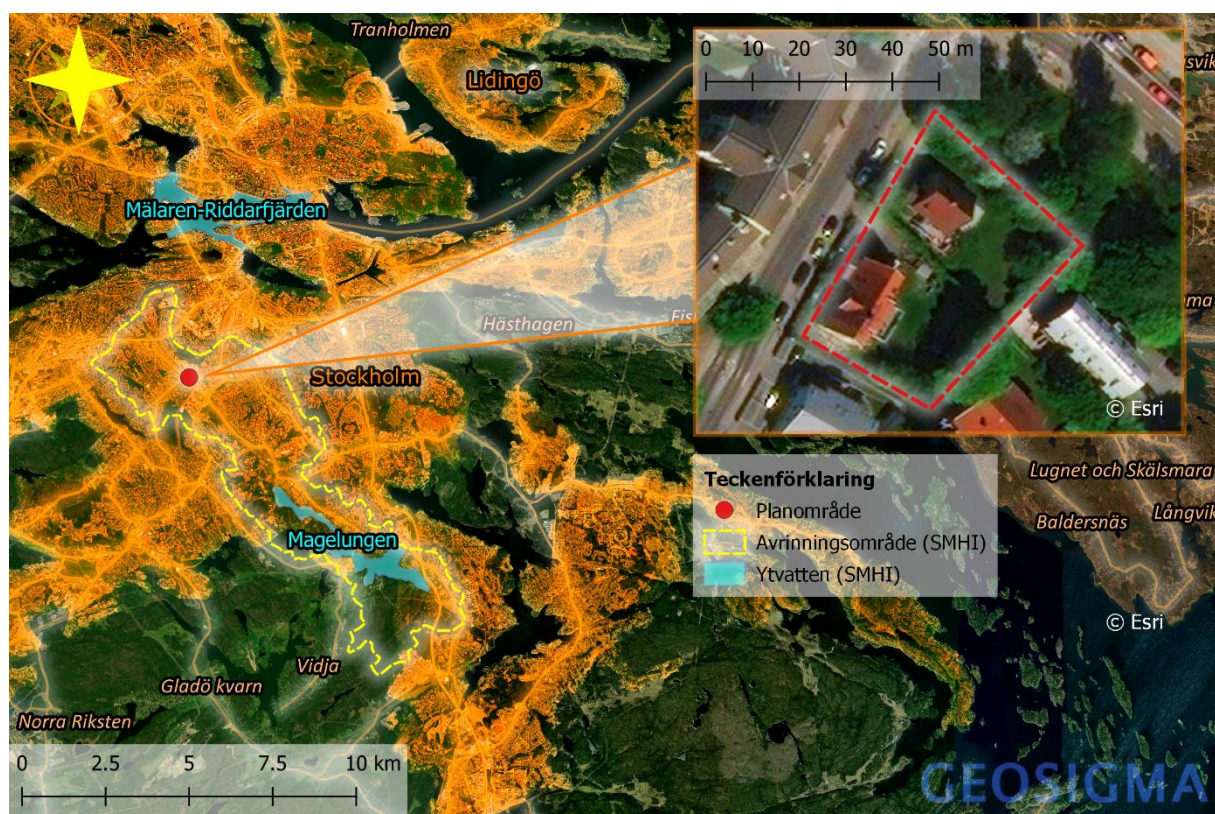 Tranholmen
Lidingö
0 10 20 30 40 50 m
svik
Mälaren-Riddarfjärden
Hästhagen
Fis
ma
Stockholm
© Esri
Teckenförklaring
Planområde
Avrinningsområde (SMHI)
Ytvatten (SMHI)
Lugnet och Skälsmara
Baldersnäs
Långvik
Magelungen
© Esri
Vidja
Gladö kvarn
Norra Riksten
0 2.5 5 7.5 10 km
GEOSIGMA